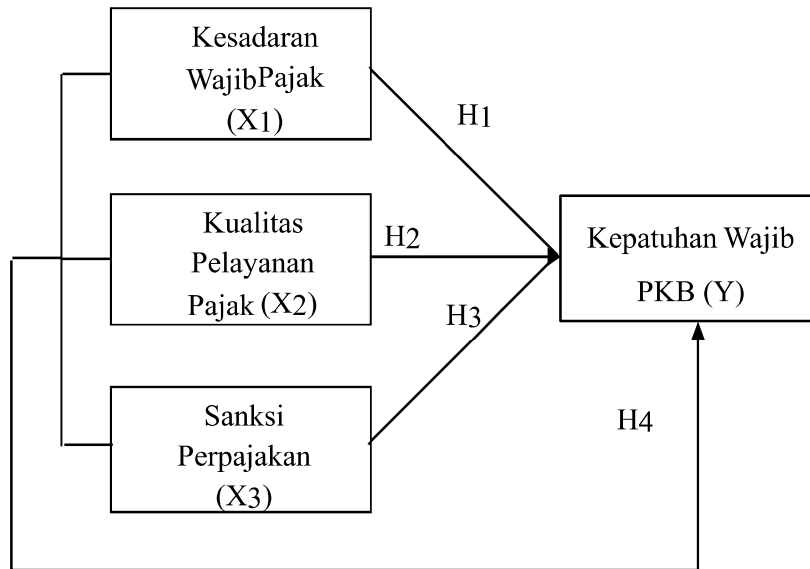 Kesadaran
WajibPajak
(X1)
H1
Kualitas
Pelayanan
Pajak (X2)
H2
Kepatuhan Wajib
PKB (Y)
H3
Sanksi
Perpajakan
(X3)
H4